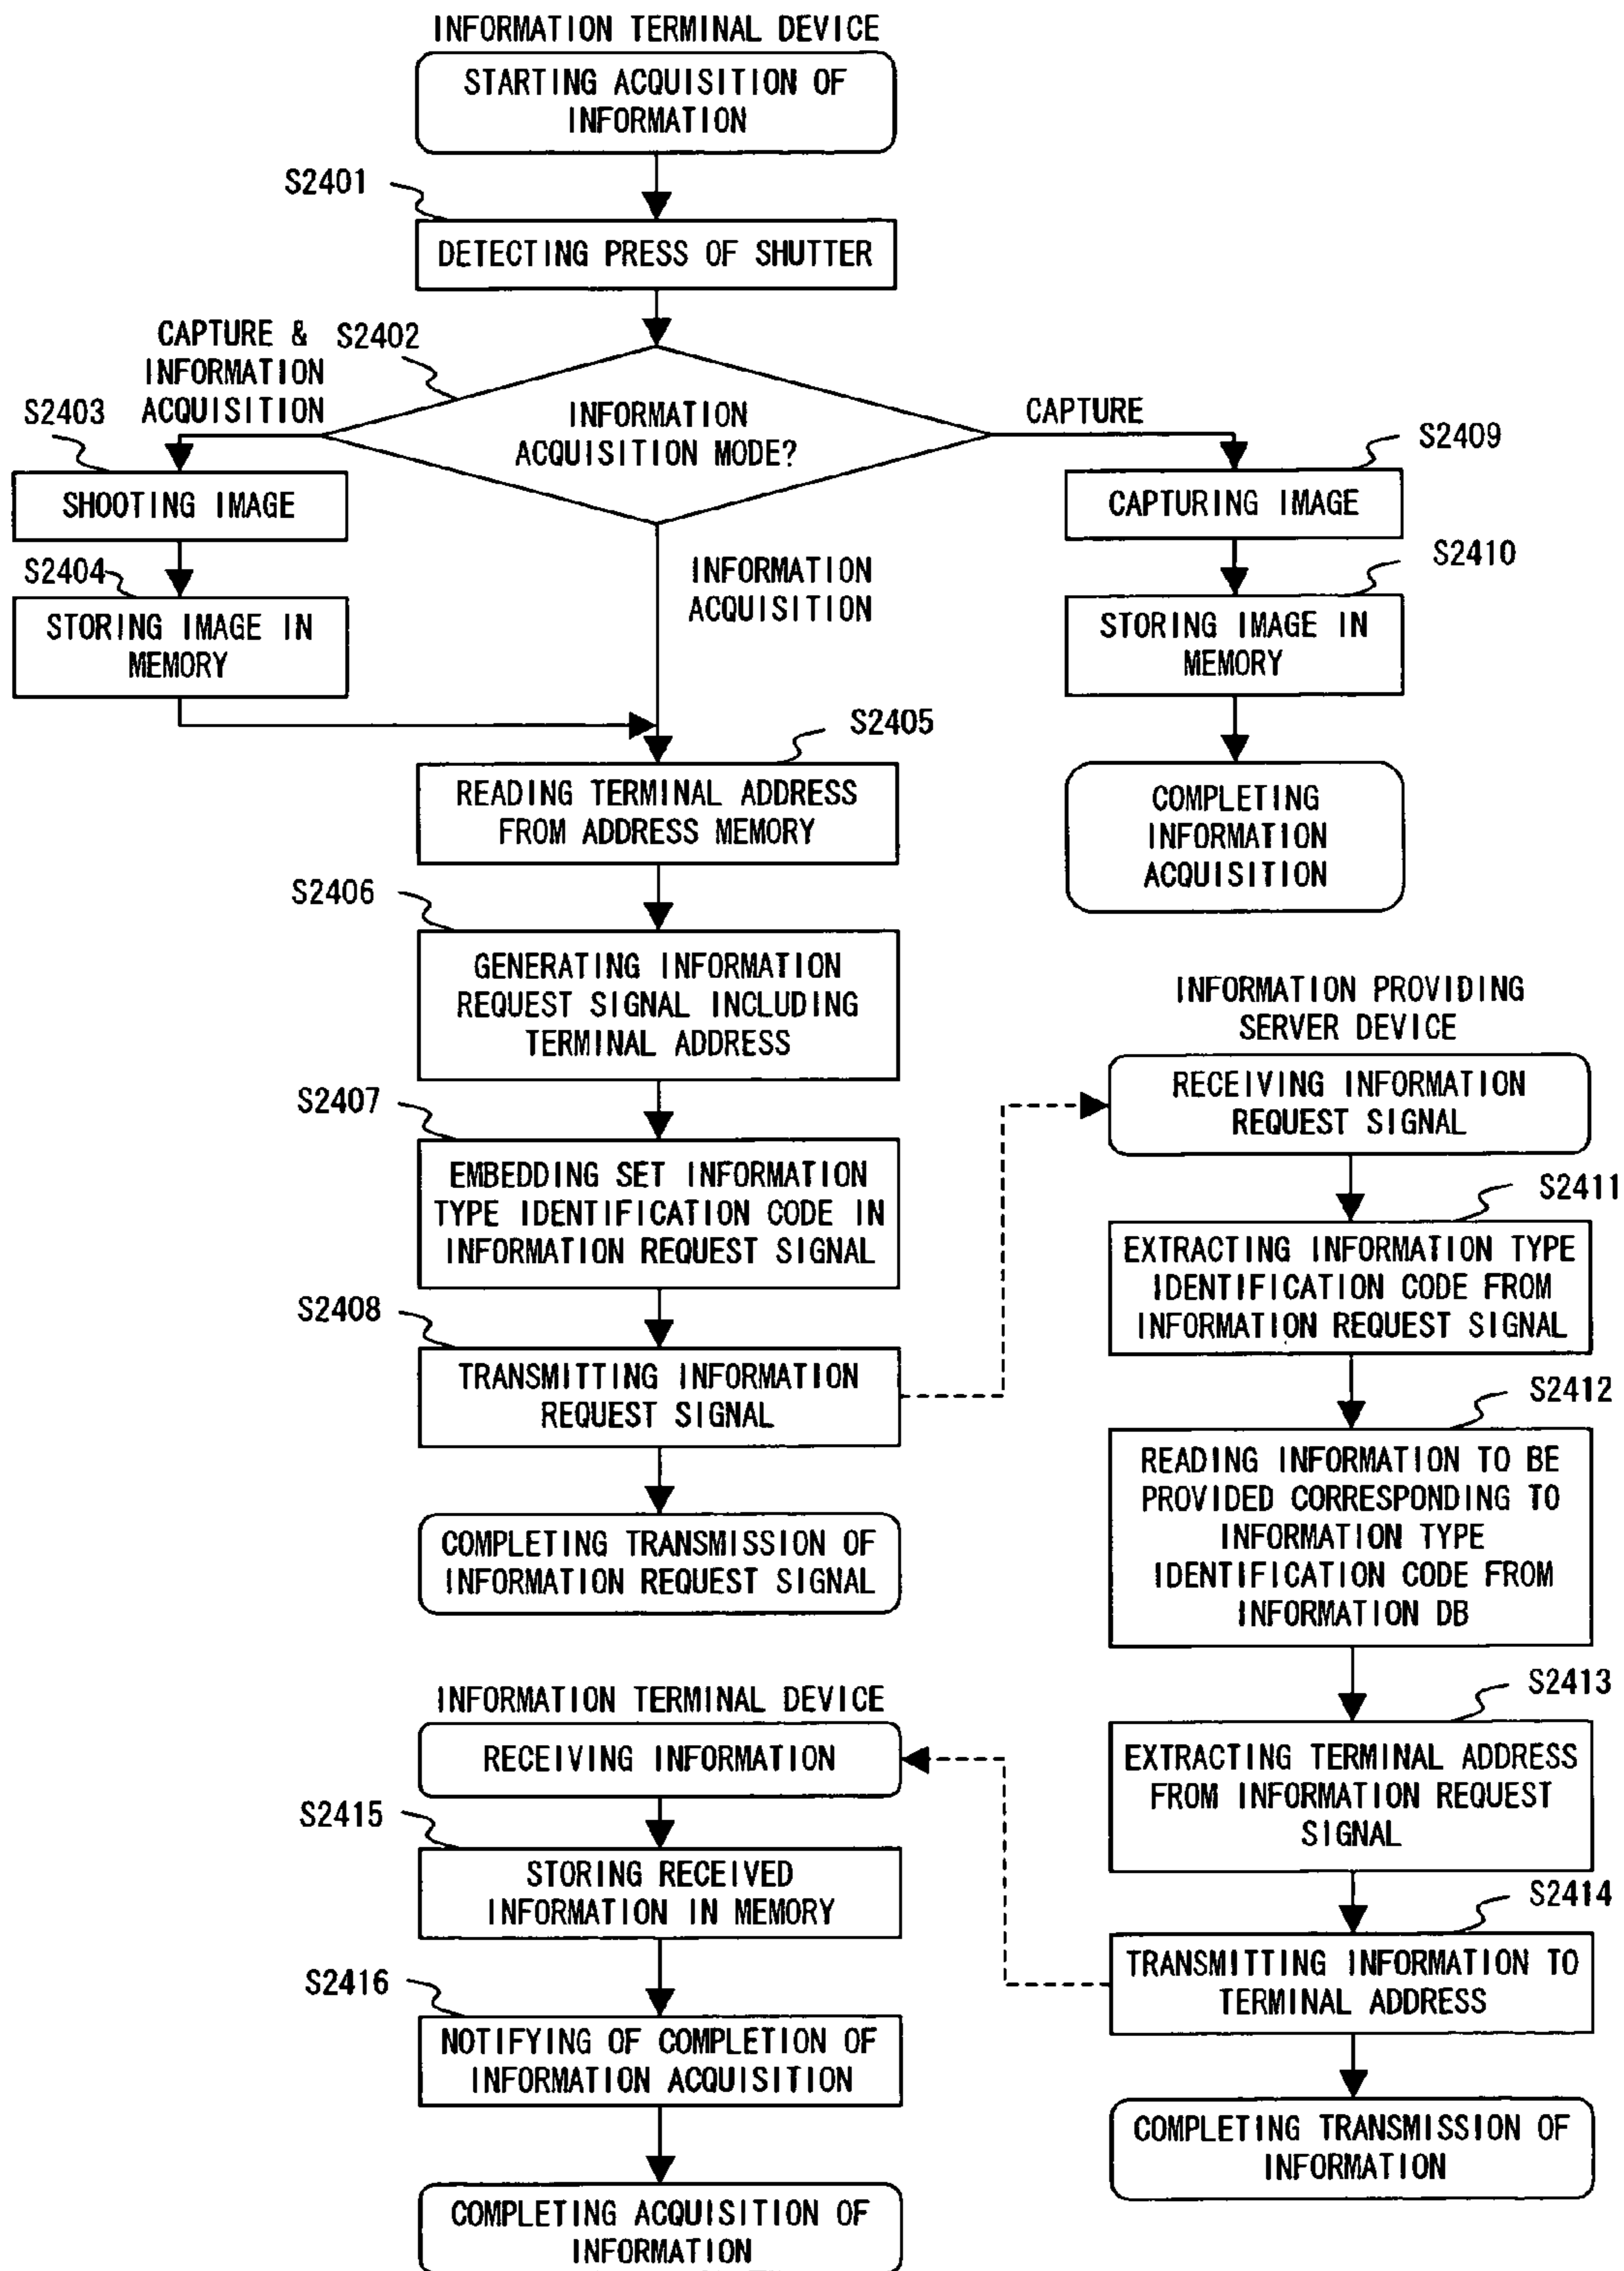 INFORMATION TERMINAL DEVICE
STARTING ACQUISITION OF
INFORMATION
S2401
DETECTING PRESS OF SHUTTER
CAPTURE &
INFORMATION
ACQUISITION
S2402
INFORMATION
ACQUISITION MODE?
CAPTURE
S2403
SHOOTING IMAGE
S2404
STORING IMAGE IN
MEMORY
INFORMATION
ACQUISITION
S2409
CAPTURING IMAGE
S2410
STORING IMAGE IN
MEMORY
COMPLETING
INFORMATION
ACQUISITION
S2405
READING TERMINAL ADDRESS
FROM ADDRESS MEMORY
S2406
GENERATING INFORMATION
REQUEST SIGNAL INCLUDING
TERMINAL ADDRESS
S2407
EMBEDDING SET INFORMATION
TYPE IDENTIFICATION CODE IN
INFORMATION REQUEST SIGNAL
S2408
TRANSMITTING INFORMATION
REQUEST SIGNAL
COMPLETING TRANSMISSION OF
INFORMATION REQUEST SIGNAL
INFORMATION PROVIDING
SERVER DEVICE
RECEIVING INFORMATION
REQUEST SIGNAL
S2411
EXTRACTING INFORMATION TYPE
IDENTIFICATION CODE FROM
INFORMATION REQUEST SIGNAL
S2412
READING INFORMATION TO BE
PROVIDED CORRESPONDING TO
INFORMATION TYPE
IDENTIFICATION CODE FROM
INFORMATION DB
S2413
EXTRACTING TERMINAL ADDRESS
FROM INFORMATION REQUEST
SIGNAL
S2414
TRANSMITTING INFORMATION TO
TERMINAL ADDRESS
COMPLETING TRANSMISSION OF
INFORMATION
INFORMATION TERMINAL DEVICE
RECEIVING INFORMATION
S2415
STORING RECEIVED
INFORMATION IN MEMORY
S2416
NOTIFYING OF COMPLETION OF
INFORMATION ACQUISITION
COMPLETING ACQUISITION OF
INFORMATION